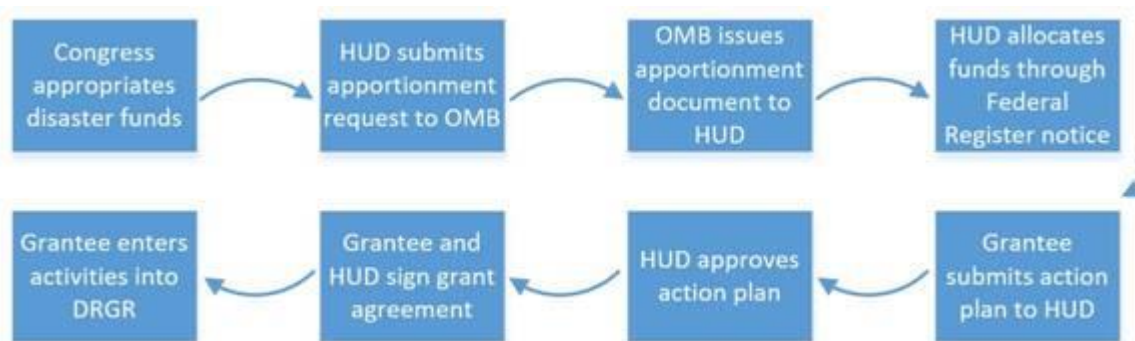 Congress
appropriates
disaster funds
HUD submits
apportionment
request to OMB
OMB issues
apportionment
document to
HUD
HUD allocates
funds through
Federal
Register notice
Grantee
submits action
plan to HUD
HUD approves
action plan
Grantee and
HUD sign grant
agreement
Grantee enters
activities into
DRGR